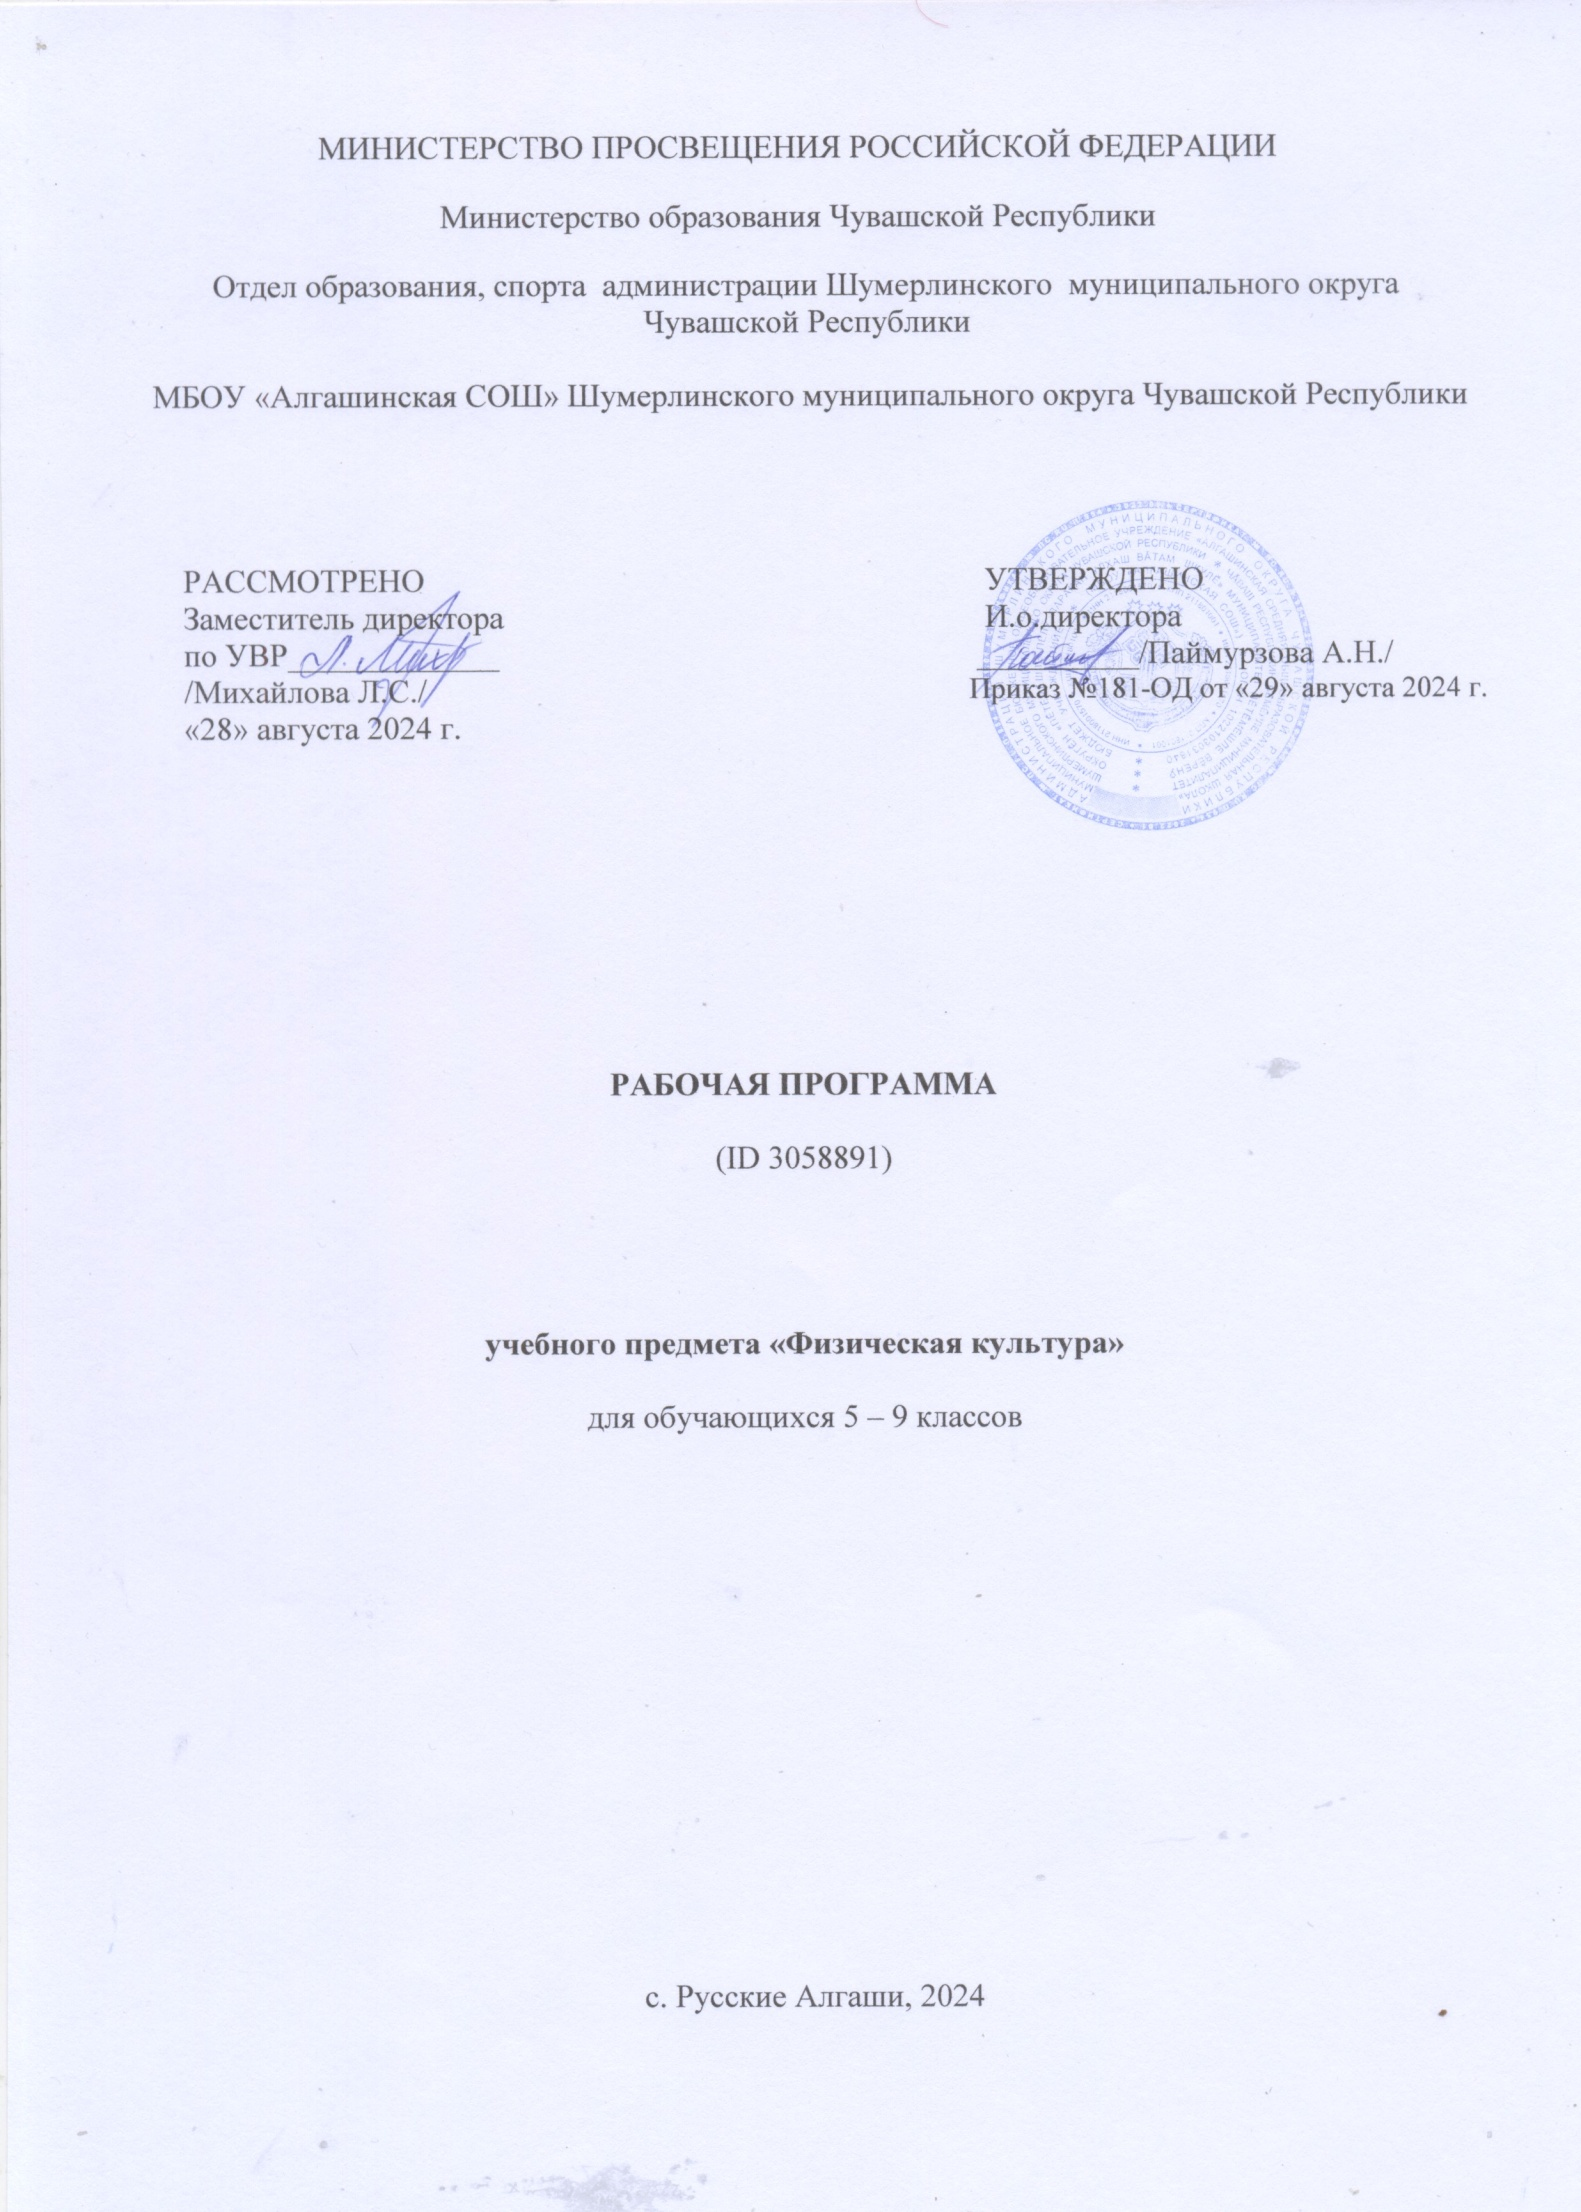 МИНИСТЕРСТВО ПРОСВЕЩЕНИЯ РОССИЙСКОЙ ФЕДЕРАЦИИ
Министерство образования Чувашской Республики
Отдел образования, спорта  администрации Шумерлинского  муниципального округа
Чувашской Республики
МБОУ «Алгашинская СОШ» Шумерлинского муниципального округа Чувашской Республики
РАССМОТРЕНО
Заместитель директора
по УВР_____________
/Михайлова Л.С./
«28» августа 2024 г.
УТВЕРЖДЕНО
И.о.директора
__________/Паймурзова А.Н./
Приказ №181-ОД от «29» августа 2024 г.
РАБОЧАЯ ПРОГРАММА
(ID 3058891)
учебного предмета «Физическая культура»
для обучающихся 5 – 9 классов
с. Русские Алгаши, 2024